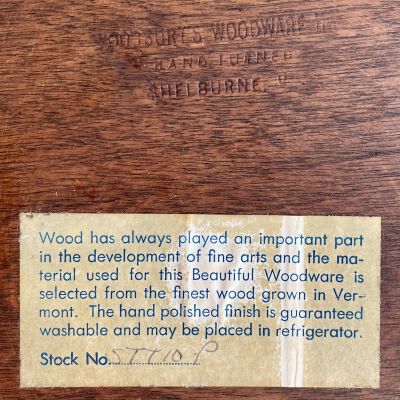 WOODWARE
HAND TURNED
SHELBURNE, V
Wood has always played an important part
in the development of fine arts and the ma-
terial used for this Beautiful Woodware is
selected from the finest wood grown in Ver-
mont. The hand polished finish is guaranteed
washable and may be placed in refrigerator.
Stock No.